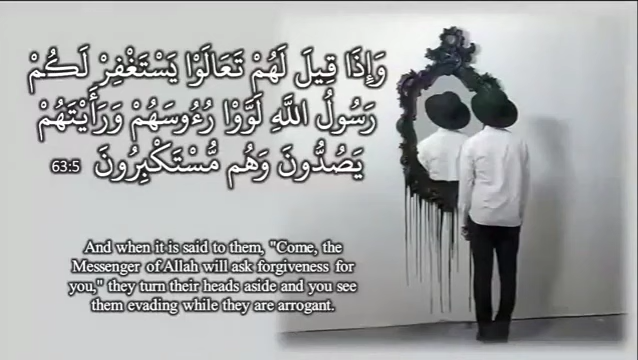 وَإِذَا قِيلَ لَهُمْ تَعَالَوْا يَسْتَغْفِرْ لَكُمْ
رَسُولُ اللَّهِ لَوَّوْا رُءُوسَهُمْ وَرَأَيْتَهُمْ
يَصُدُّونَ وَهُم مُّسْتَكْبِرُونَ 63:5
And when it is said to them, "Come, the
Messenger of Allah will ask forgiveness for
you," they turn their heads aside and you see
them evading while they are arrogant.